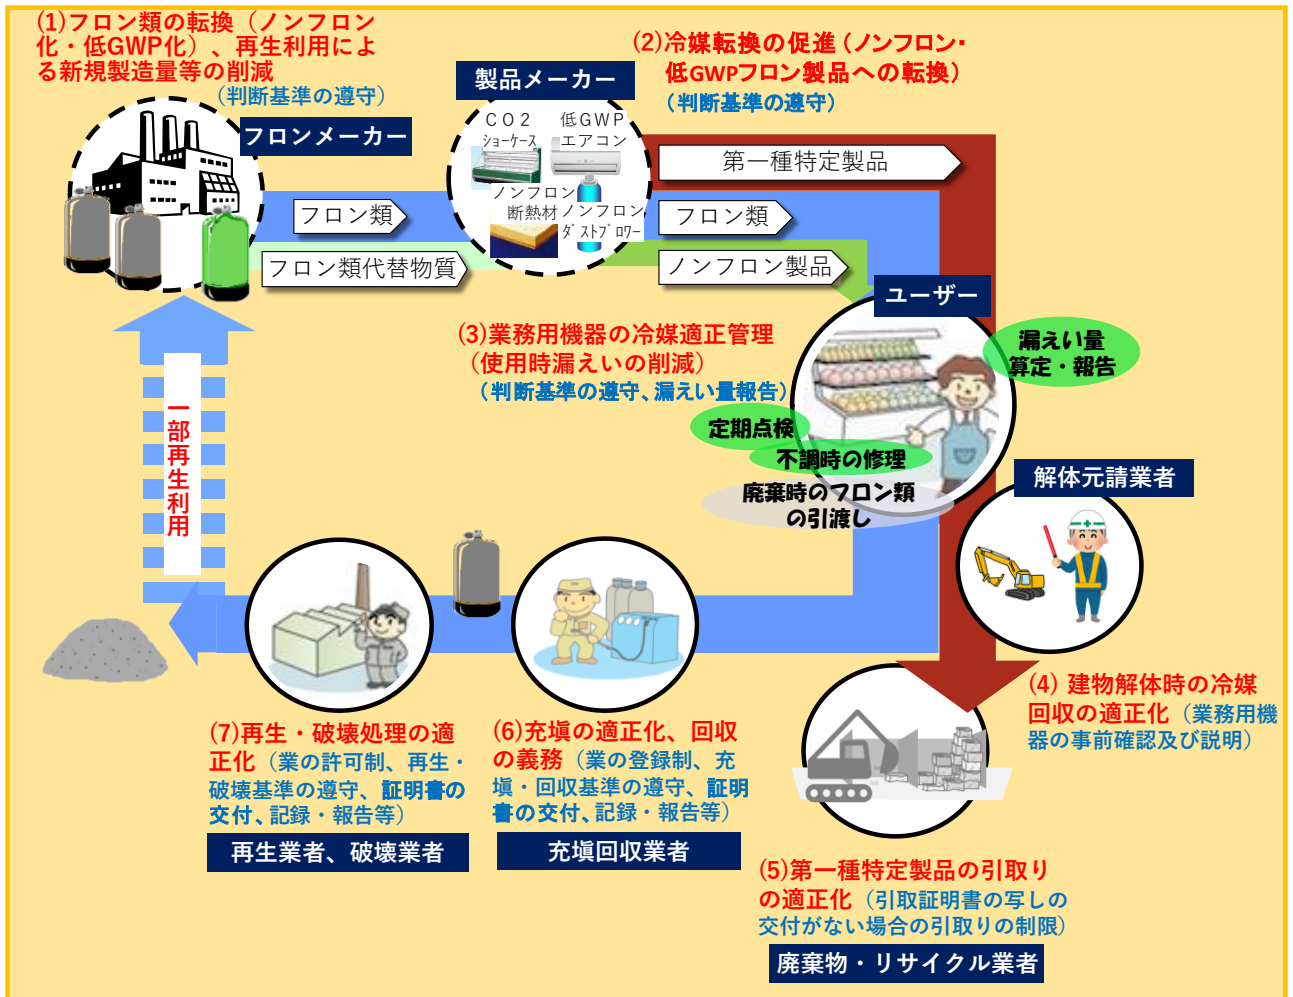 (1)フロン類の転換（ノンフロン
化・低GWP化）、再生利用によ
る新規製造量等の削減
（判断基準の遵守）
フロンメーカー
(2)冷媒転換の促進（ノンフロン・
低GWPフロン製品への転換）
（判断基準の遵守）
製品メーカー
ＣＯ２
ｼｮｰｹｰｽ
低ＧＷＰ
エアコン
ノンフロン
断熱材
ノンフロン
ﾀﾞｽﾄﾌﾞﾛﾜｰ
フロン類
フロン類代替物質
第一種特定製品
フロン類
ノンフロン製品
ユーザー
(3)業務用機器の冷媒適正管理
（使用時漏えいの削減）
（判断基準の遵守、漏えい量報告）
漏えい量
算定・報告
定期点検
不調時の修理
廃棄時のフロン類
の引渡し
解体元請業者
(4) 建物解体時の冷媒
回収の適正化（業務用機
器の事前確認及び説明）
一部再生利用
(7)再生・破壊処理の適
正化（業の許可制、再生・
破壊基準の遵守、証明書の
交付、記録・報告等）
再生業者、破壊業者
(6)充塡の適正化、回収
の義務（業の登録制、充
塡・回収基準の遵守、証明
書の交付、記録・報告等）
充塡回収業者
(5)第一種特定製品の引取り
の適正化（引取証明書の写しの
交付がない場合の引取りの制限）
廃棄物・リサイクル業者